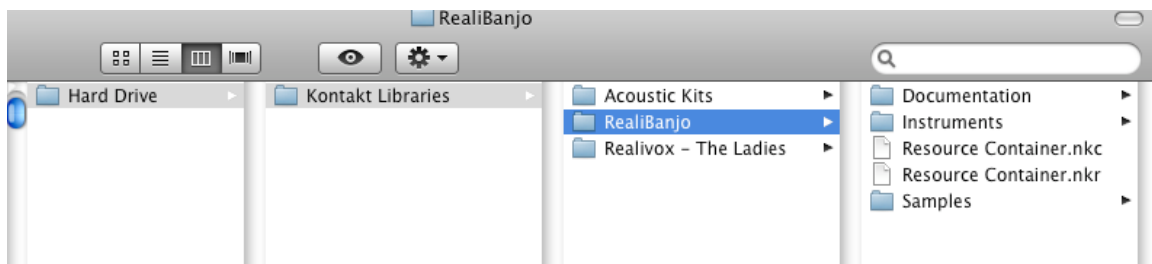 RealiBanjo
Hard Drive
Kontakt Libraries
Acoustic Kits
RealiBanjo
Realivox – The Ladies
Documentation
Instruments
Resource Container.nkc
Resource Container.nkr
Samples